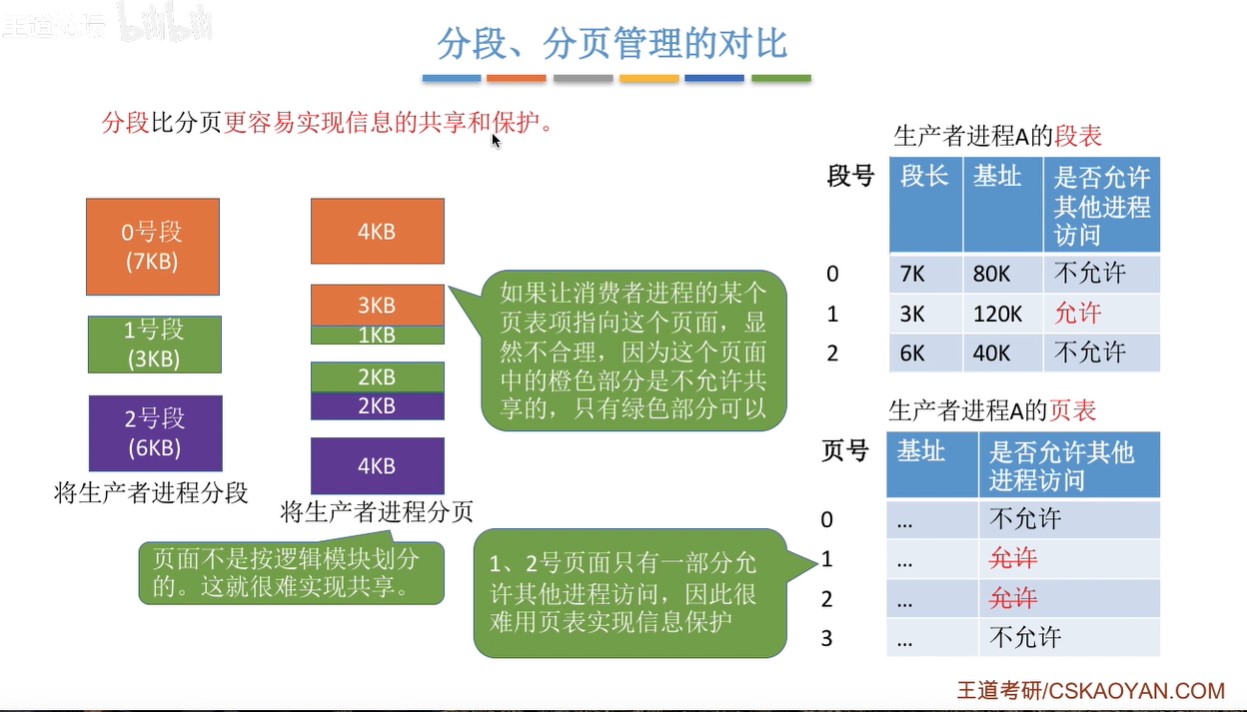 王道论坛 bilibili
分段、分页管理的对比
分段比分页更容易实现信息的共享和保护。
0号段
(7KB)
1号段
(3KB)
2号段
(6KB)
将生产者进程分段
4KB
3KB
1KB
2KB
2KB
4KB
将生产者进程分页
页面不是按逻辑模块划分
的。这就很难实现共享。
如果让消费者进程的某个
页表项指向这个页面，显
然不合理，因为这个页面
中的橙色部分是不允许共
享的，只有绿色部分可以
1、2号页面只有一部分允
许其他进程访问，因此很
难用页表实现信息保护
生产者进程A的段表
段号 段长 基址 是否允许
其他进程
访问
0 7K 80K 不允许
1 3K 120K 允许
2 6K 40K 不允许
生产者进程A的页表
页号 基址 是否允许其他
进程访问
0 ... 不允许
1 ... 允许
2 ... 允许
3 ... 不允许
王道考研/CSKAOYAN.COM